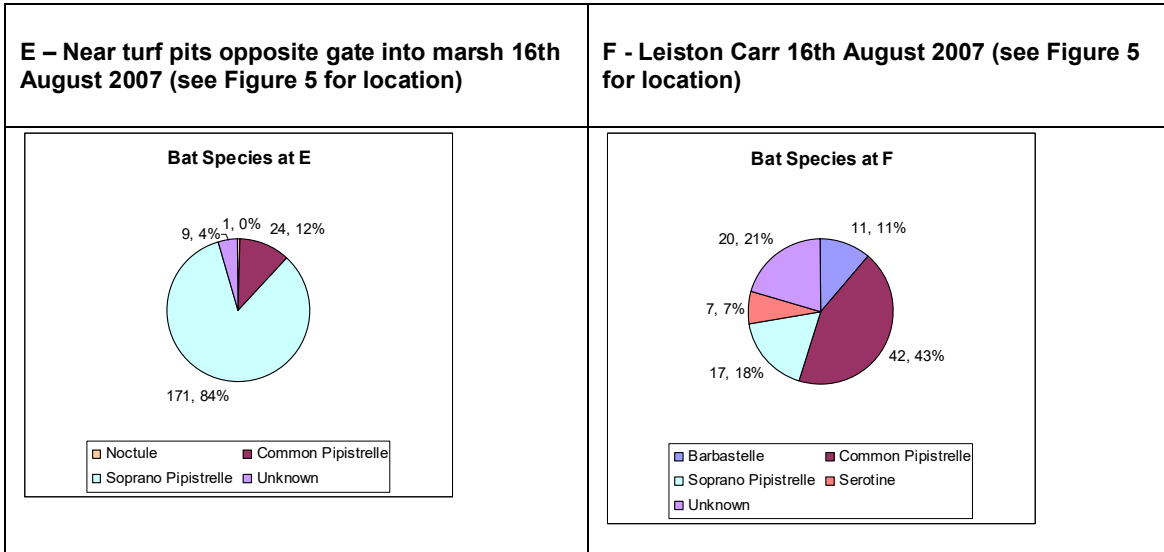 E – Near turf pits opposite gate into marsh 16th
August 2007 (see Figure 5 for location)
F - Leiston Carr 16th August 2007 (see Figure 5
for location)
Bat Species at E
1, 0%
24, 12%
9, 4%
171, 84%
Noctule
Common Pipistrelle
Soprano Pipistrelle
Unknown
Bat Species at F
20, 21%
11, 11%
7, 7%
42, 43%
17, 18%
Barbastelle
Common Pipistrelle
Soprano Pipistrelle
Serotine
Unknown